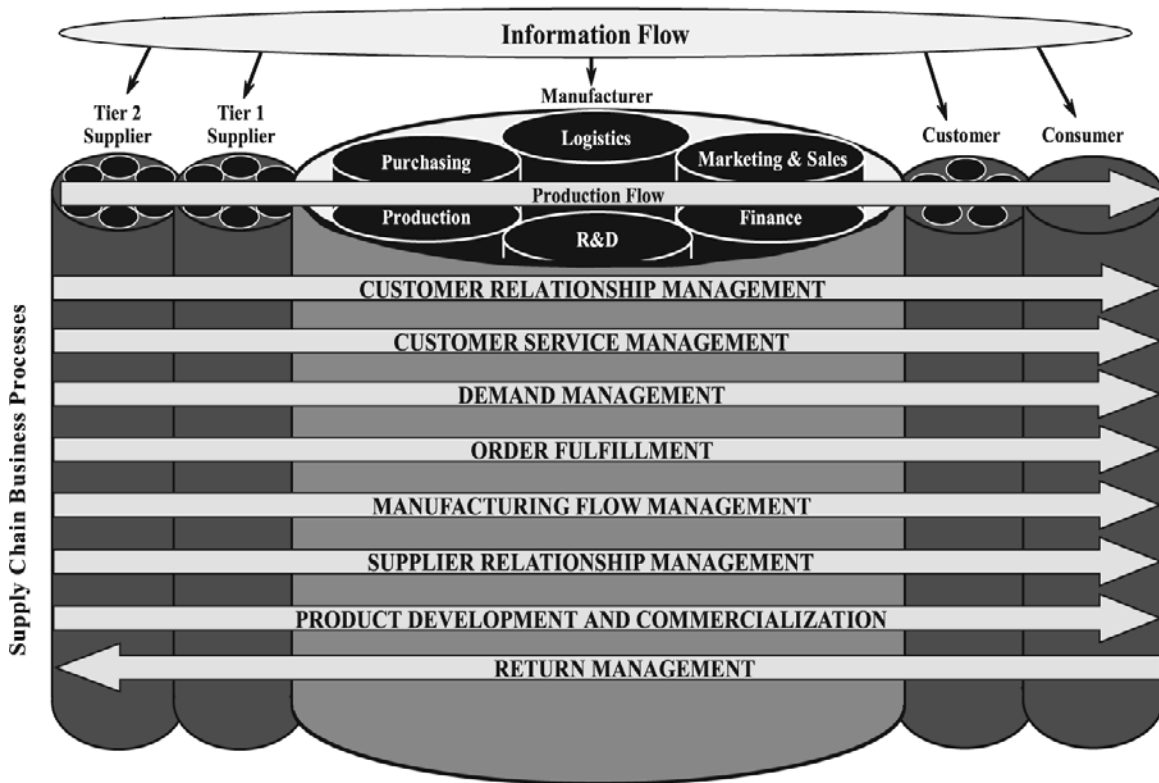 Information Flow
Manufacturer
Tier 2
Supplier
Tier 1
Supplier
Customer
Consumer
Logistics
Purchasing
Marketing & Sales
Production Flow
Production
Finance
R&D
CUSTOMER RELATIONSHIP MANAGEMENT
CUSTOMER SERVICE MANAGEMENT
DEMAND MANAGEMENT
ORDER FULFILLMENT
MANUFACTURING FLOW MANAGEMENT
SUPPLIER RELATIONSHIP MANAGEMENT
PRODUCT DEVELOPMENT AND COMMERCIALIZATION
RETURN MANAGEMENT
Supply Chain Business Processes